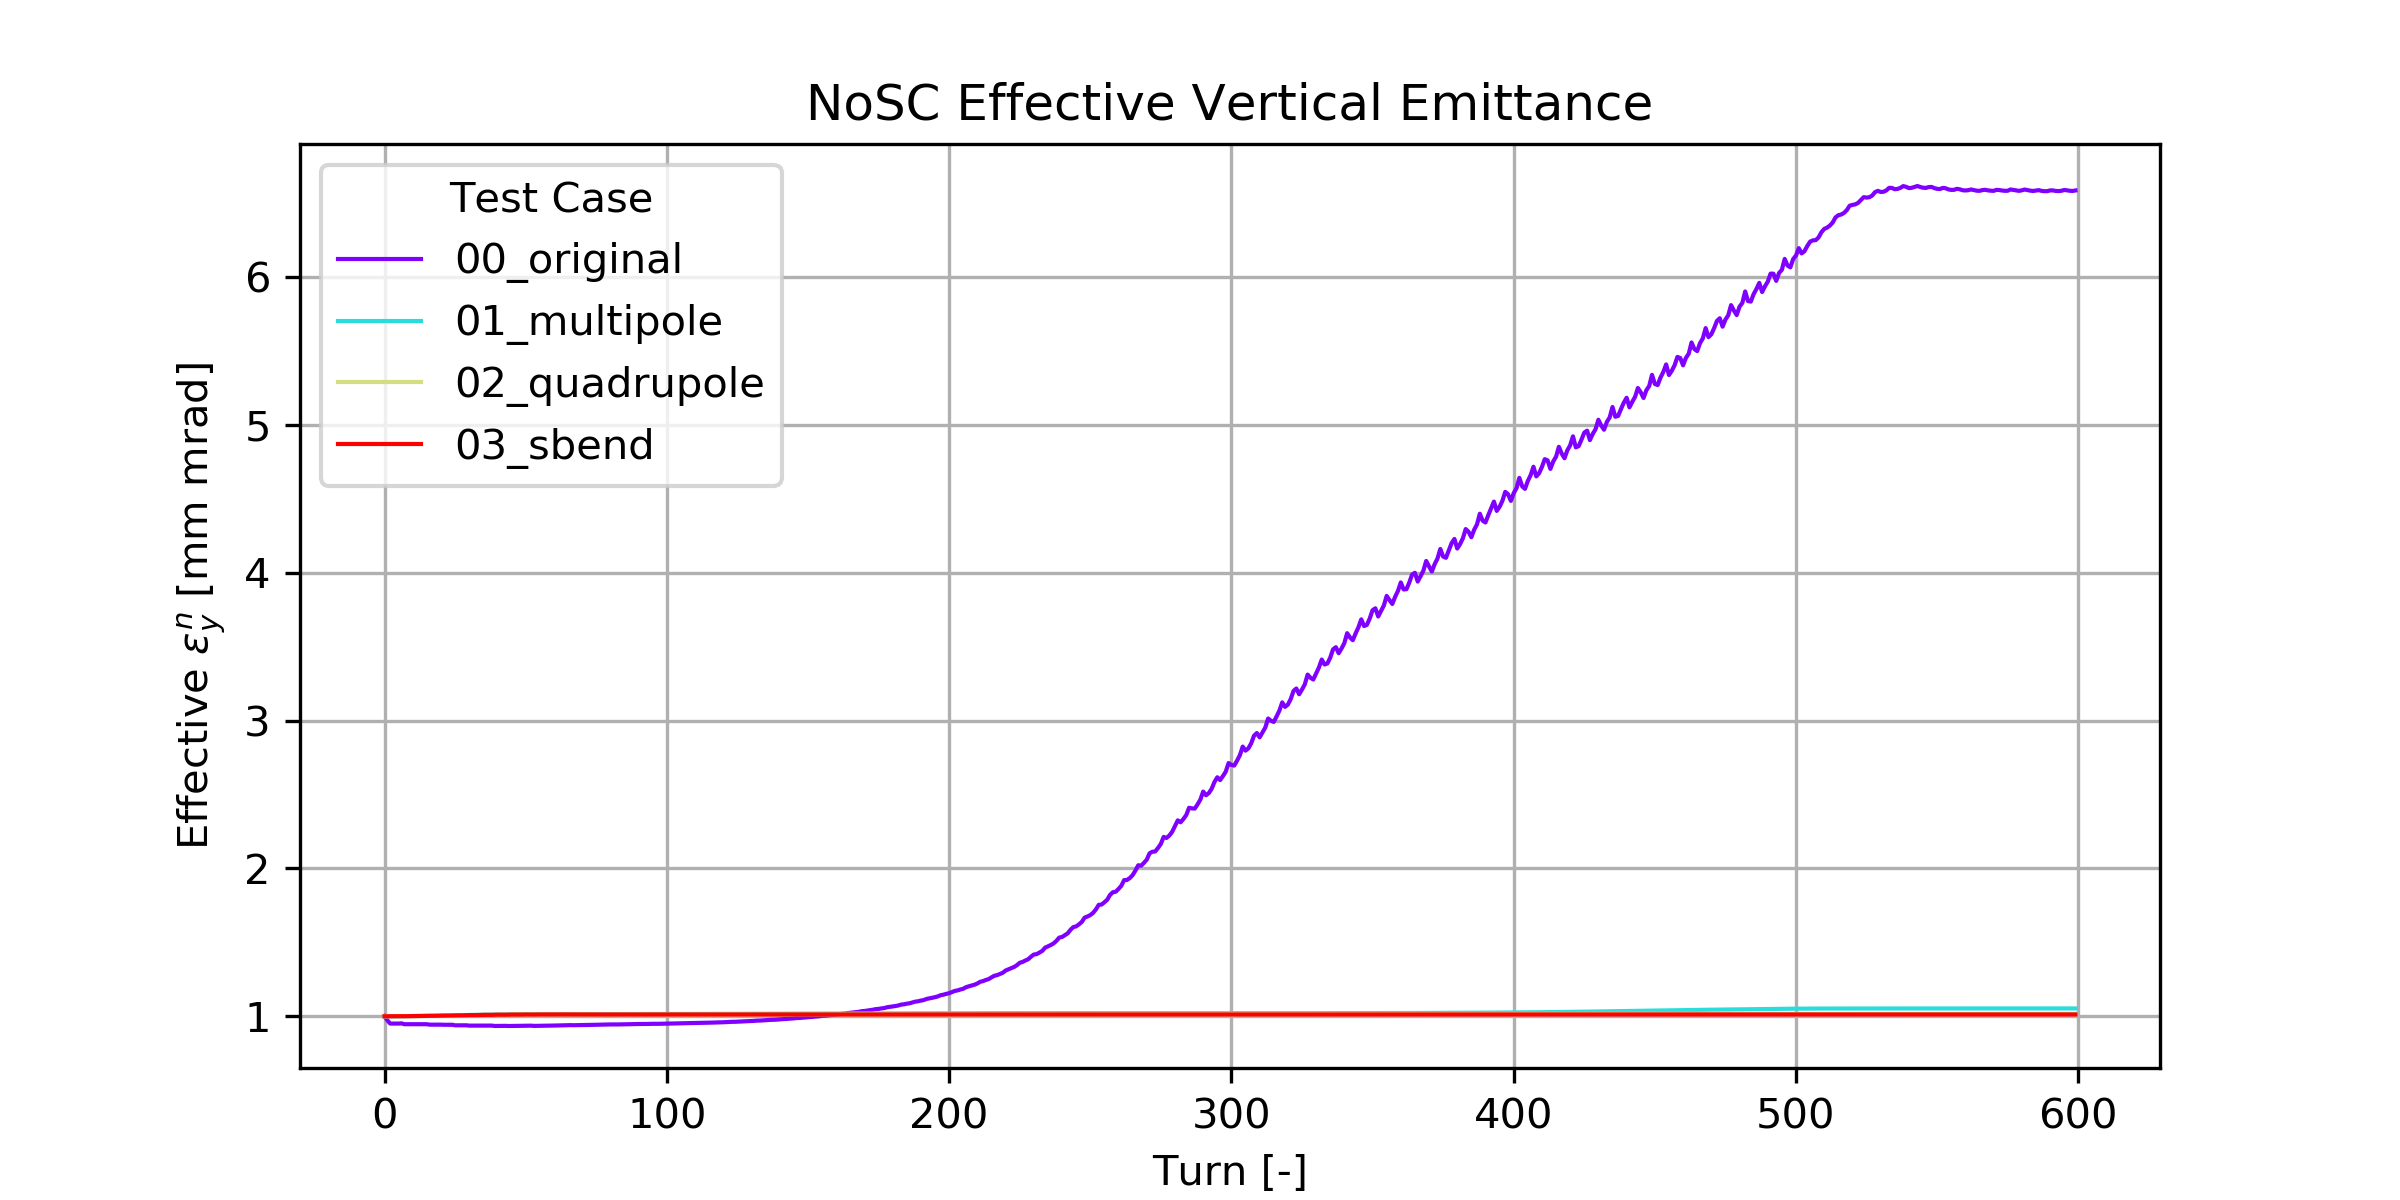 NoSC Effective Vertical Emittance
Test Case
00_original
01_multipole
02_quadrupole
03_sbend
Effective εⁿᵧ [mm mrad]
6
5
4
3
2
1
0 100 200 300 400 500 600
Turn [-]